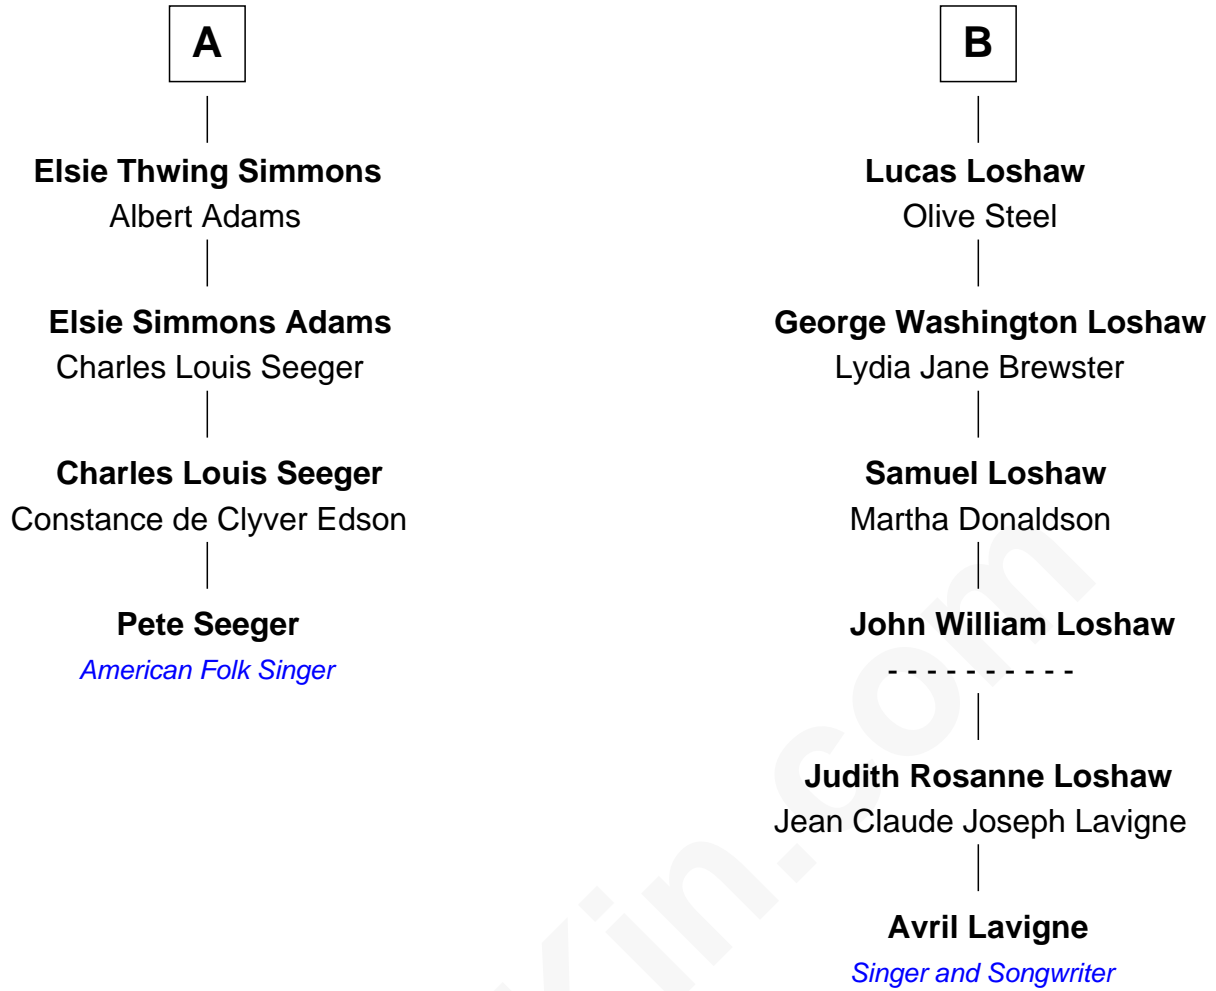 A
Elsie Thwing Simmons
Albert Adams
Elsie Simmons Adams
Charles Louis Seeger
Charles Louis Seeger
Constance de Clyver Edson
Pete Seeger
American Folk Singer
B
Lucas Loshaw
Olive Steel
George Washington Loshaw
Lydia Jane Brewster
Samuel Loshaw
Martha Donaldson
John William Loshaw
- - - - - - - - - -
Judith Rosanne Loshaw
Jean Claude Joseph Lavigne
Avril Lavigne
Singer and Songwriter
Kin.com